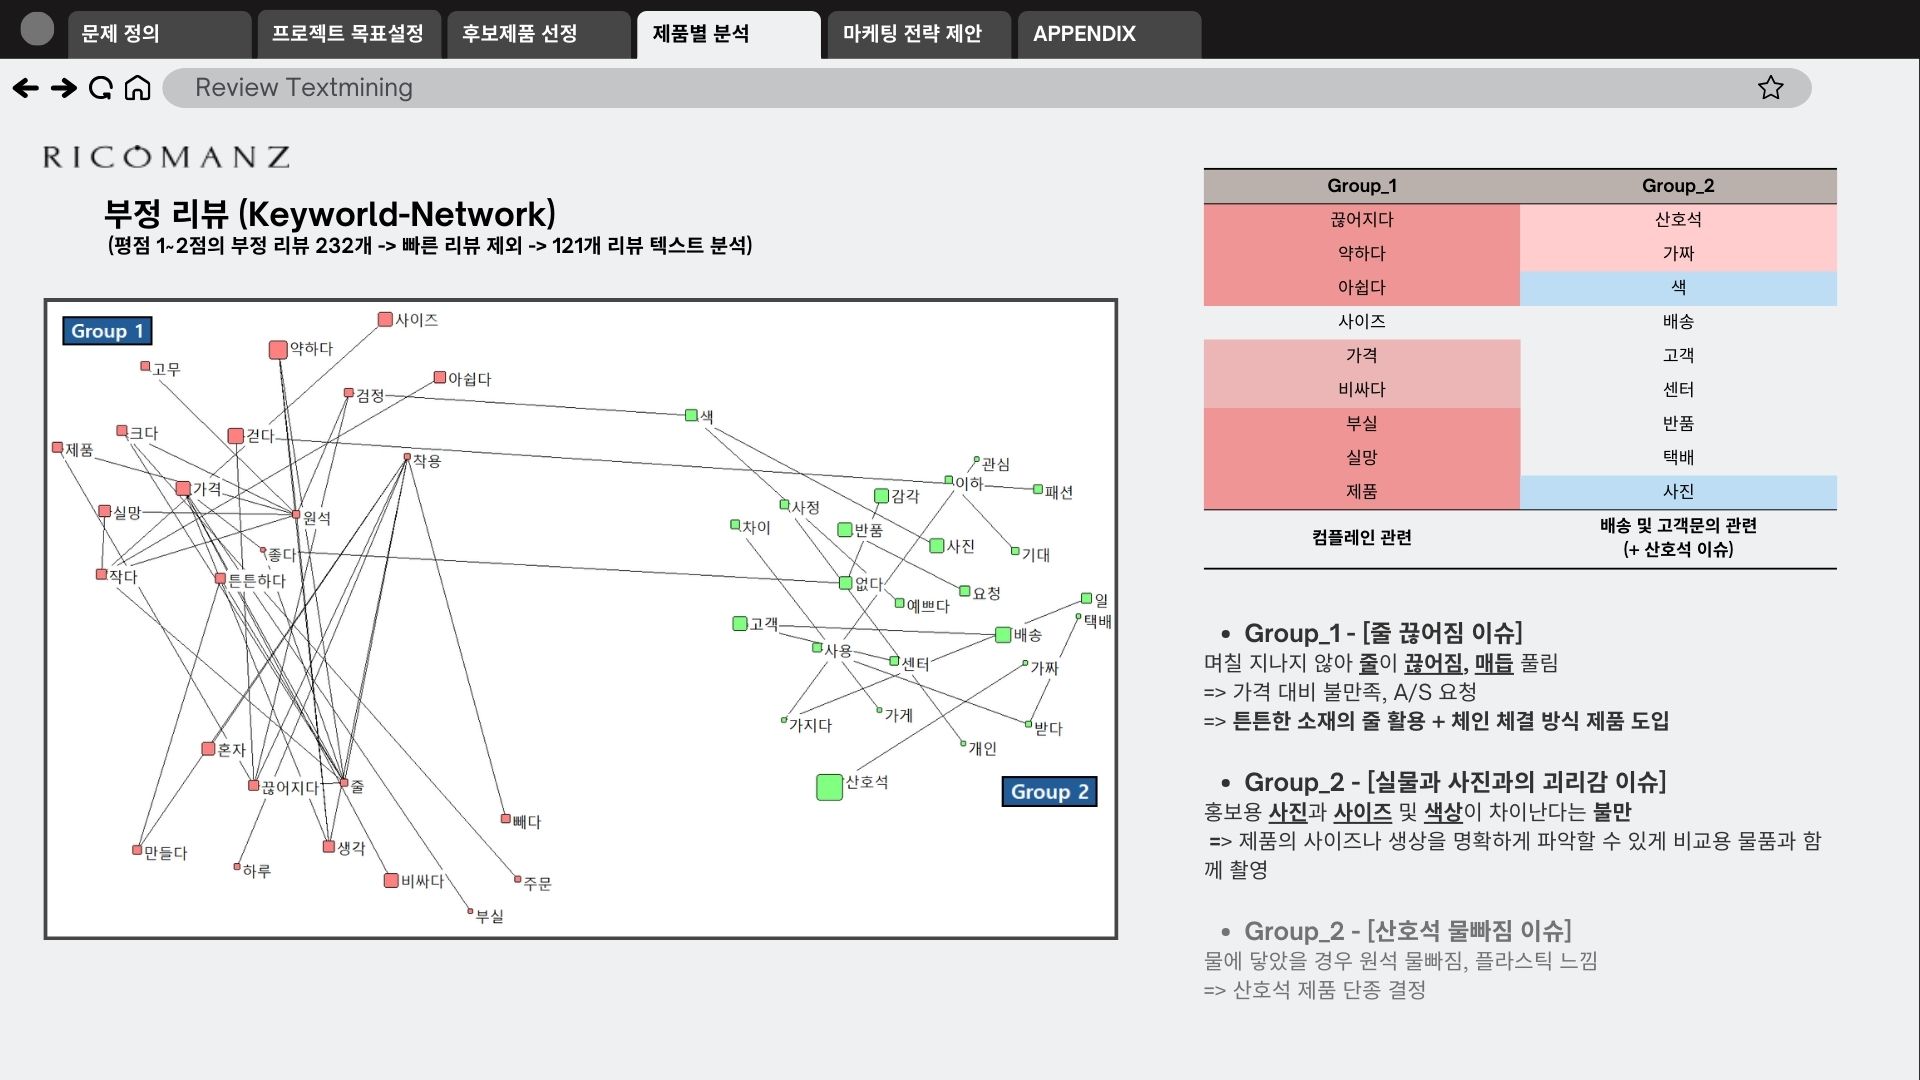 문제 정의
프로젝트 목표설정
후보제품 선정
제품별 분석
마케팅 전략 제안
APPENDIX
Review Textmining
RICOMANZ
부정 리뷰 (Keyworld-Network)
(평점 1~2점의 부정 리뷰 232개 -> 빠른 리뷰 제외 -> 121개 리뷰 텍스트 분석)
Group 1
사이즈
약하다
고무
아쉽다
검정
색
크다
걷다
제품
착용
관심
이하
가격
감각
패션
실망
원석
사정
차이
반품
사진
좋다
기대
작다
튼튼하다
없다
요청
예쁘다
일
고객
택배
배송
사용
센터
가짜
가게
가지다
받다
혼자
개인
끊어지다
줄
산호석
Group 2
빼다
만들다
생각
하루
비싸다
주문
부실
Group_1 Group_2
끊어지다 산호석
약하다 가짜
아쉽다 색
사이즈 배송
가격 고객
비싸다 센터
부실 반품
실망 택배
제품 사진
컴플레인 관련 배송 및 고객문의 관련
(+ 산호석 이슈)
• Group_1 - [줄 끊어짐 이슈]
며칠 지나지 않아 줄이 끊어짐, 매듭 풀림
=> 가격 대비 불만족, A/S 요청
=> 튼튼한 소재의 줄 활용 + 체인 체결 방식 제품 도입
• Group_2 - [실물과 사진과의 괴리감 이슈]
홍보용 사진과 사이즈 및 색상이 차이난다는 불만
=> 제품의 사이즈나 생상을 명확하게 파악할 수 있게 비교용 물품과 함
께 촬영
• Group_2 - [산호석 물빠짐 이슈]
물에 닿았을 경우 원석 물빠짐, 플라스틱 느낌
=> 산호석 제품 단종 결정